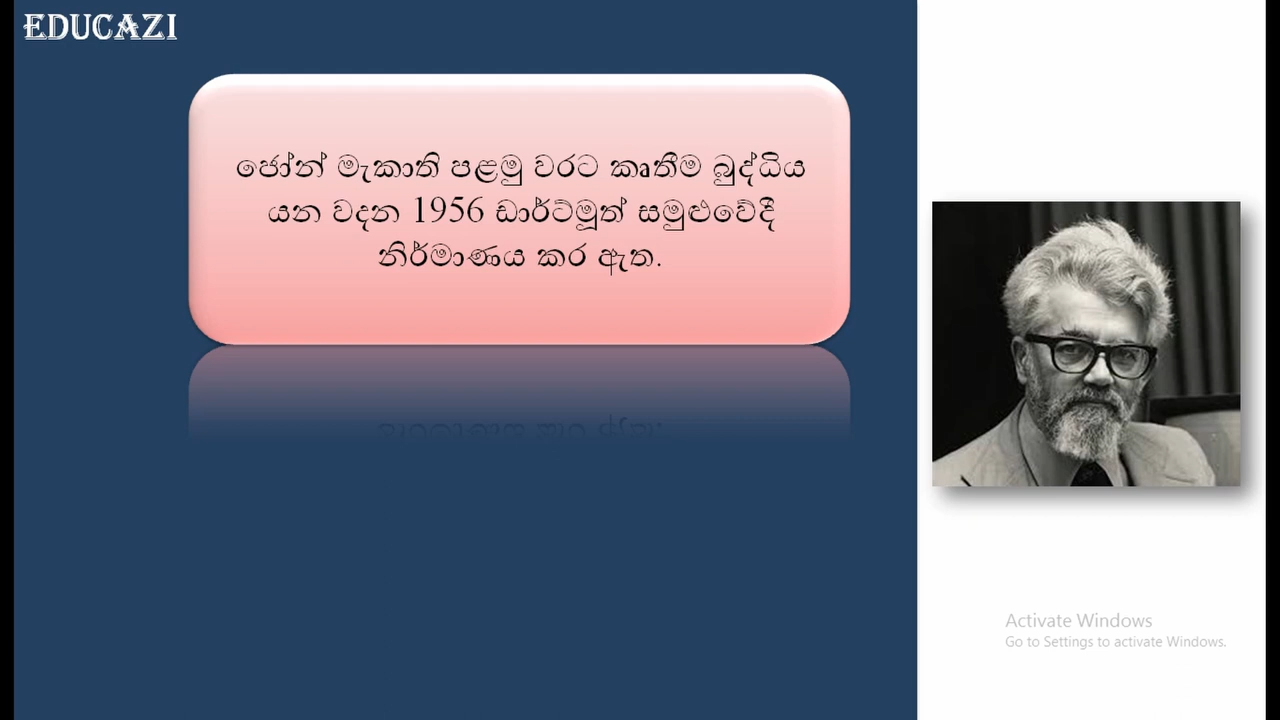 EDUCAZI
ජෝන් මැකාති පළමු වරට කෘතීම බුද්ධිය
යන වදන 1956 ඩාර්ට්මූත් සමුළුවේදී
නිර්මාණය කර ඇත.
Activate Windows
Go to Settings to activate Windows.